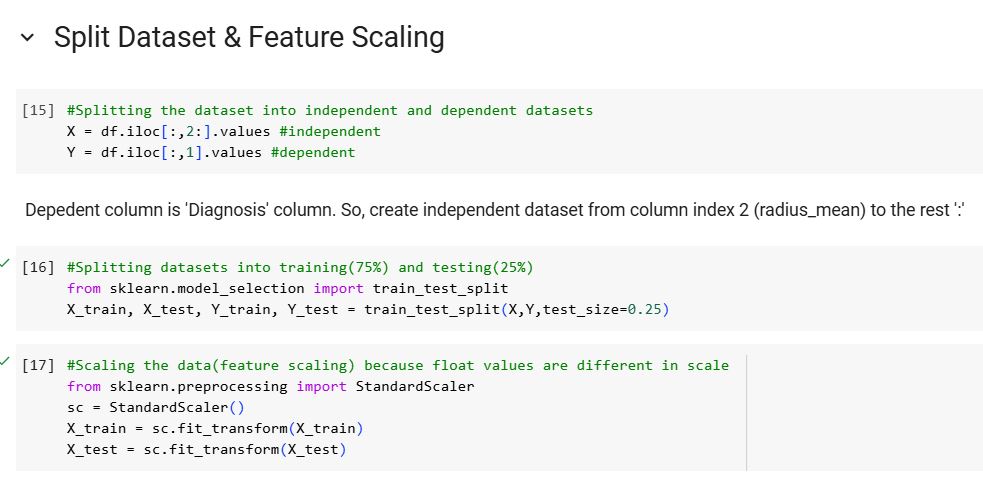 Split Dataset & Feature Scaling
[15] #Splitting the dataset into independent and dependent datasets
X = df.iloc[:,2:].values #independent
Y = df.iloc[:,1].values #dependent
Depedent column is 'Diagnosis' column. So, create independent dataset from column index 2 (radius_mean) to the rest ':'
[16] #Splitting datasets into training(75%) and testing(25%)
from sklearn.model_selection import train_test_split
X_train, X_test, Y_train, Y_test = train_test_split(X,Y,test_size=0.25)
[17] #Scaling the data(feature scaling) because float values are different in scale
from sklearn.preprocessing import StandardScaler
sc = StandardScaler()
X_train = sc.fit_transform(X_train)
X_test = sc.fit_transform(X_test)